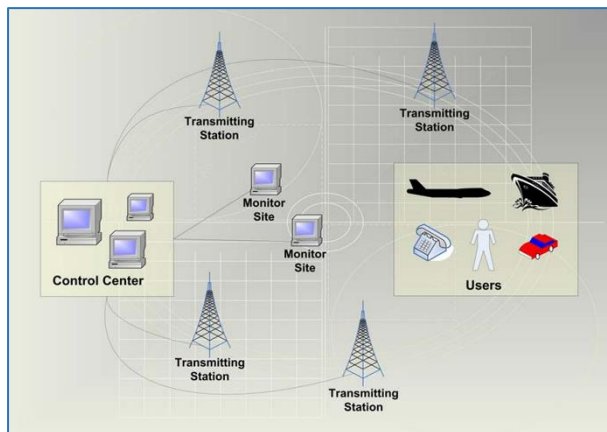 Transmitting
Station
Transmitting
Station
Monitor
Site
Monitor
Site
Control Center
Users
Transmitting
Station
Transmitting
Station